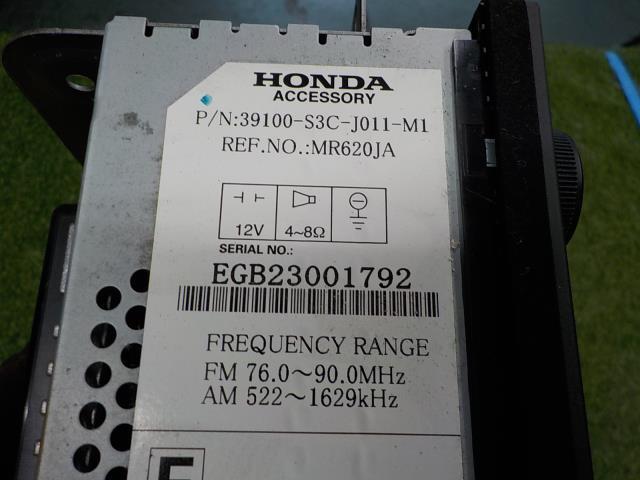 HONDA
ACCESSORY
P/N:39100-S3C-J011-M1
REF.NO.:MR620JA
12V 4~8Ω
SERIAL NO.:
EGB23001792
FREQUENCY RANGE
FM 76.0~90.0MHz
AM 522~1629kHz